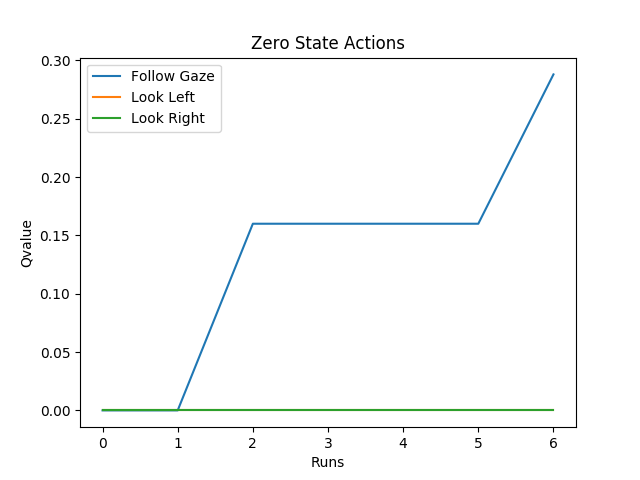 Zero State Actions
Follow Gaze
Look Left
Look Right
0.30
0.25
0.20
0.15
0.10
0.05
0.00
Qvalue
0 1 2 3 4 5 6
Runs